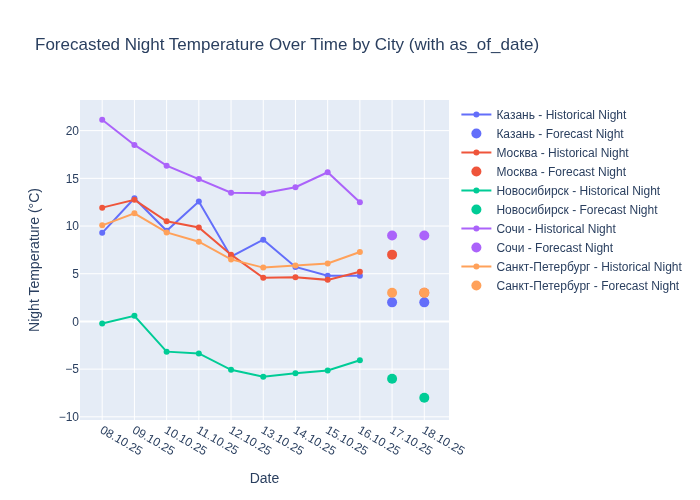 Forecasted Night Temperature Over Time by City (with as_of_date)
Казань - Historical Night
Казань - Forecast Night
Москва - Historical Night
Москва - Forecast Night
Новосибирск - Historical Night
Новосибирск - Forecast Night
Сочи - Historical Night
Сочи - Forecast Night
Санкт-Петербург - Historical Night
Санкт-Петербург - Forecast Night
Night Temperature (°C)
20
15
10
5
0
−5
−10
08.10.25
09.10.25
10.10.25
11.10.25
12.10.25
13.10.25
14.10.25
15.10.25
16.10.25
17.10.25
18.10.25
Date